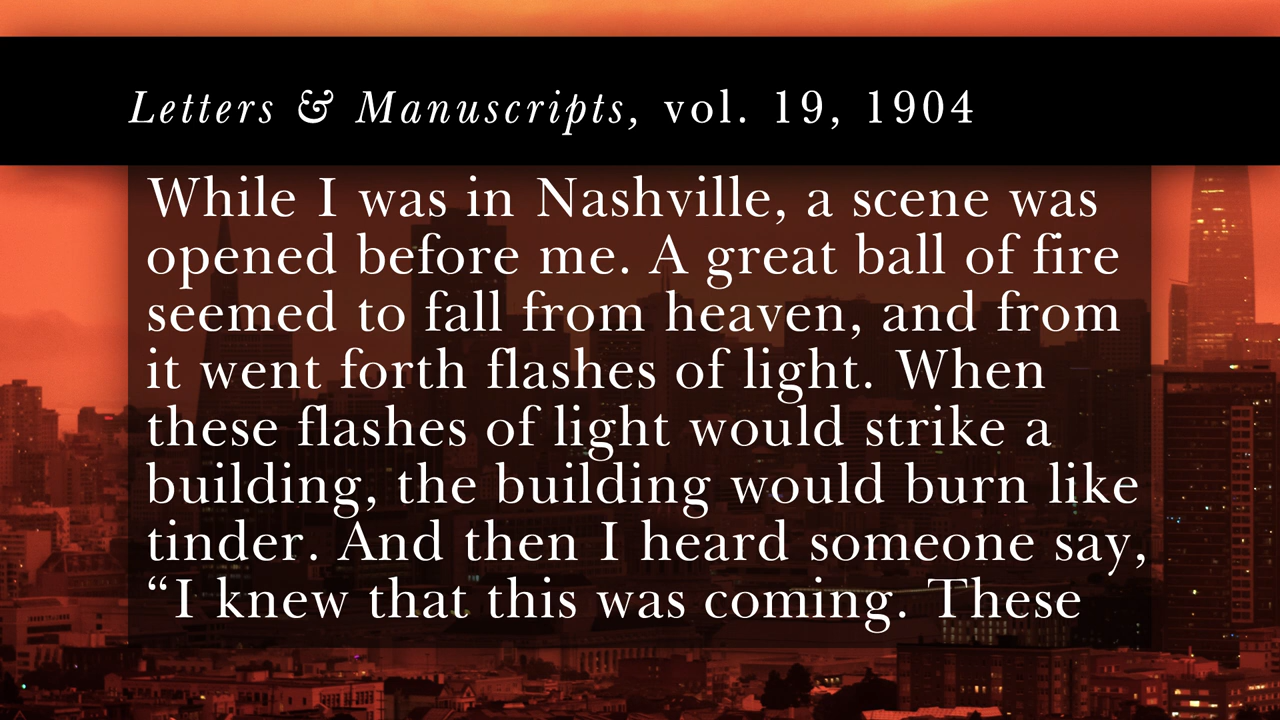 Letters & Manuscripts, vol. 19, 1904
While I was in Nashville, a scene was
opened before me. A great ball of fire
seemed to fall from heaven, and from
it went forth flashes of light. When
these flashes of light would strike a
building, the building would burn like
tinder. And then I heard someone say,
“I knew that this was coming. These